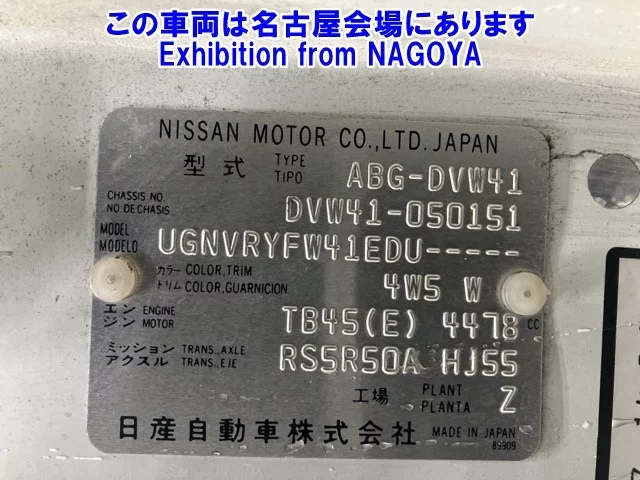 この車両は名古屋会場にあります
Exhibition from NAGOYA
NISSAN MOTOR CO.,LTD. JAPAN
型式 TYPE TIPO ABG-DVW41
CHASSIS NO. NO. DE CHASIS DVW41-050151
MODEL MODELO UGNVRYFW41EDU-----
カラー COLOR, TRIM
トリム COLOR, GUARNICION 4W5 W
エンジン ENGINE MOTOR TB45(E) 4478 CC
ミッション TRANS., AXLE
アクスル TRANS., EJE RS5R50A HJ55
工場 PLANT PLANTA Z
日産自動車株式会社 MADE IN JAPAN
89909